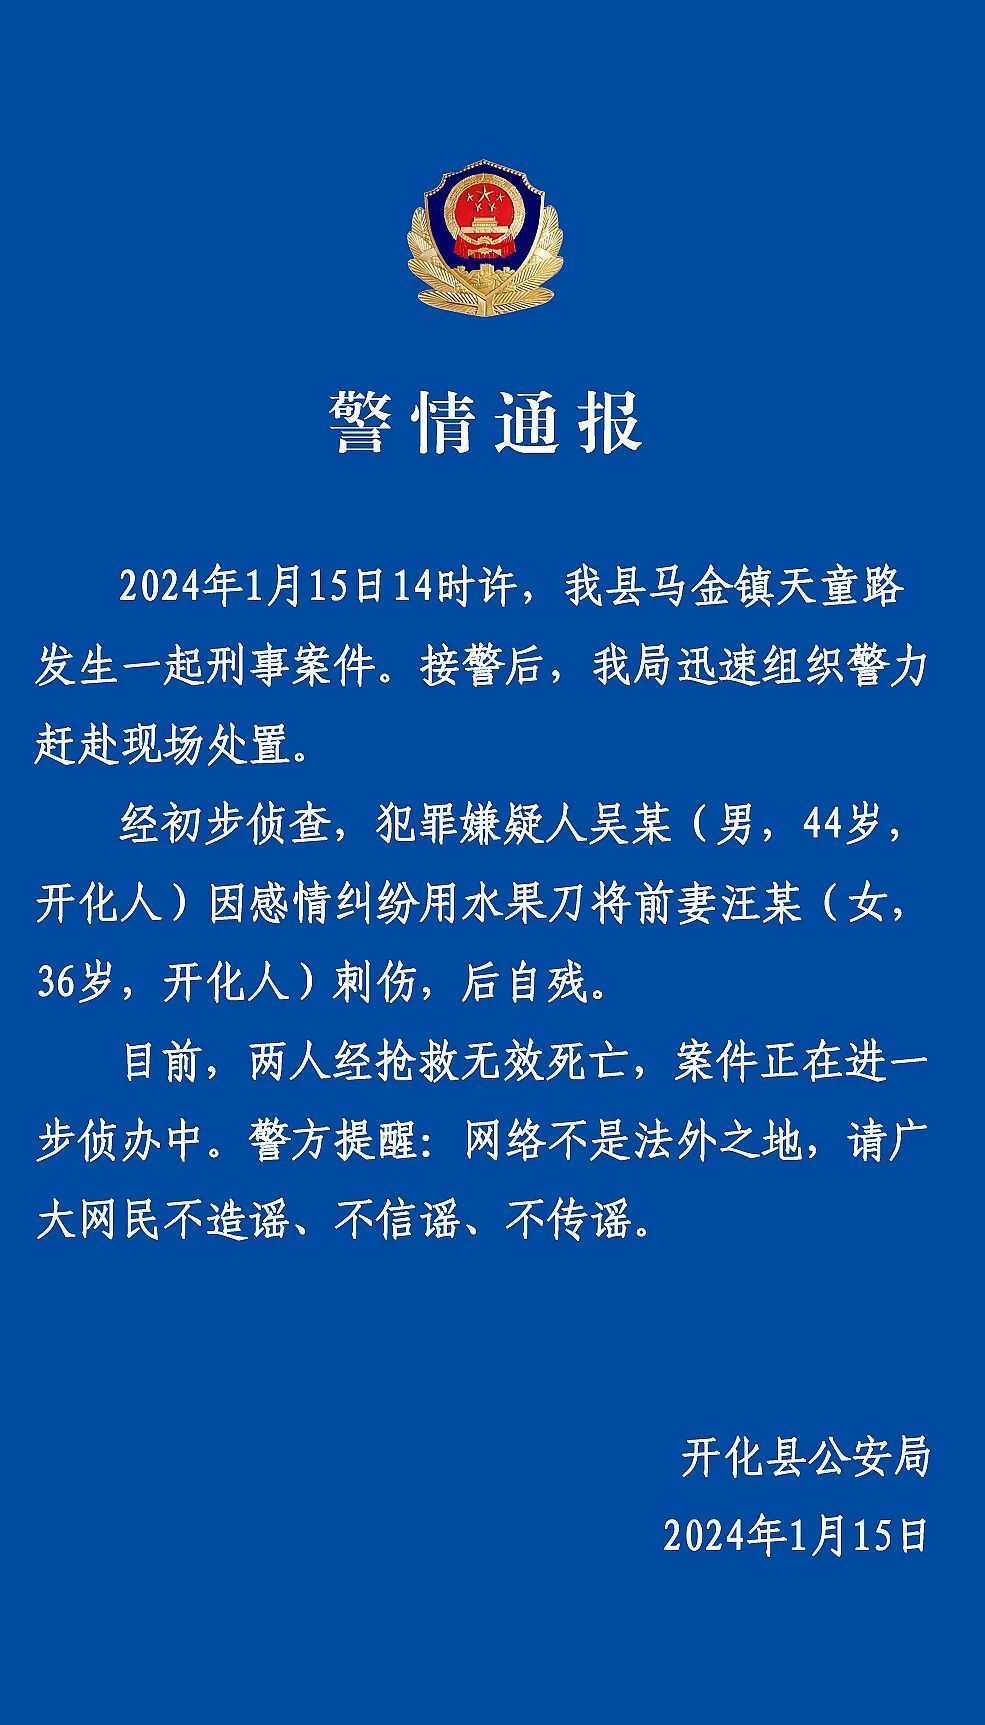 警情通报
2024年1月15日14时许，我县马金镇天童路
发生一起刑事案件。接警后，我局迅速组织警力
赶赴现场处置。
经初步侦查，犯罪嫌疑人吴某（男，44岁，
开化人）因感情纠纷用水果刀将前妻汪某（女，
36岁，开化人）刺伤，后自残。
目前，两人经抢救无效死亡，案件正在进一
步侦办中。警方提醒：网络不是法外之地，请广
大网民不造谣、不信谣、不传谣。
开化县公安局
2024年1月15日